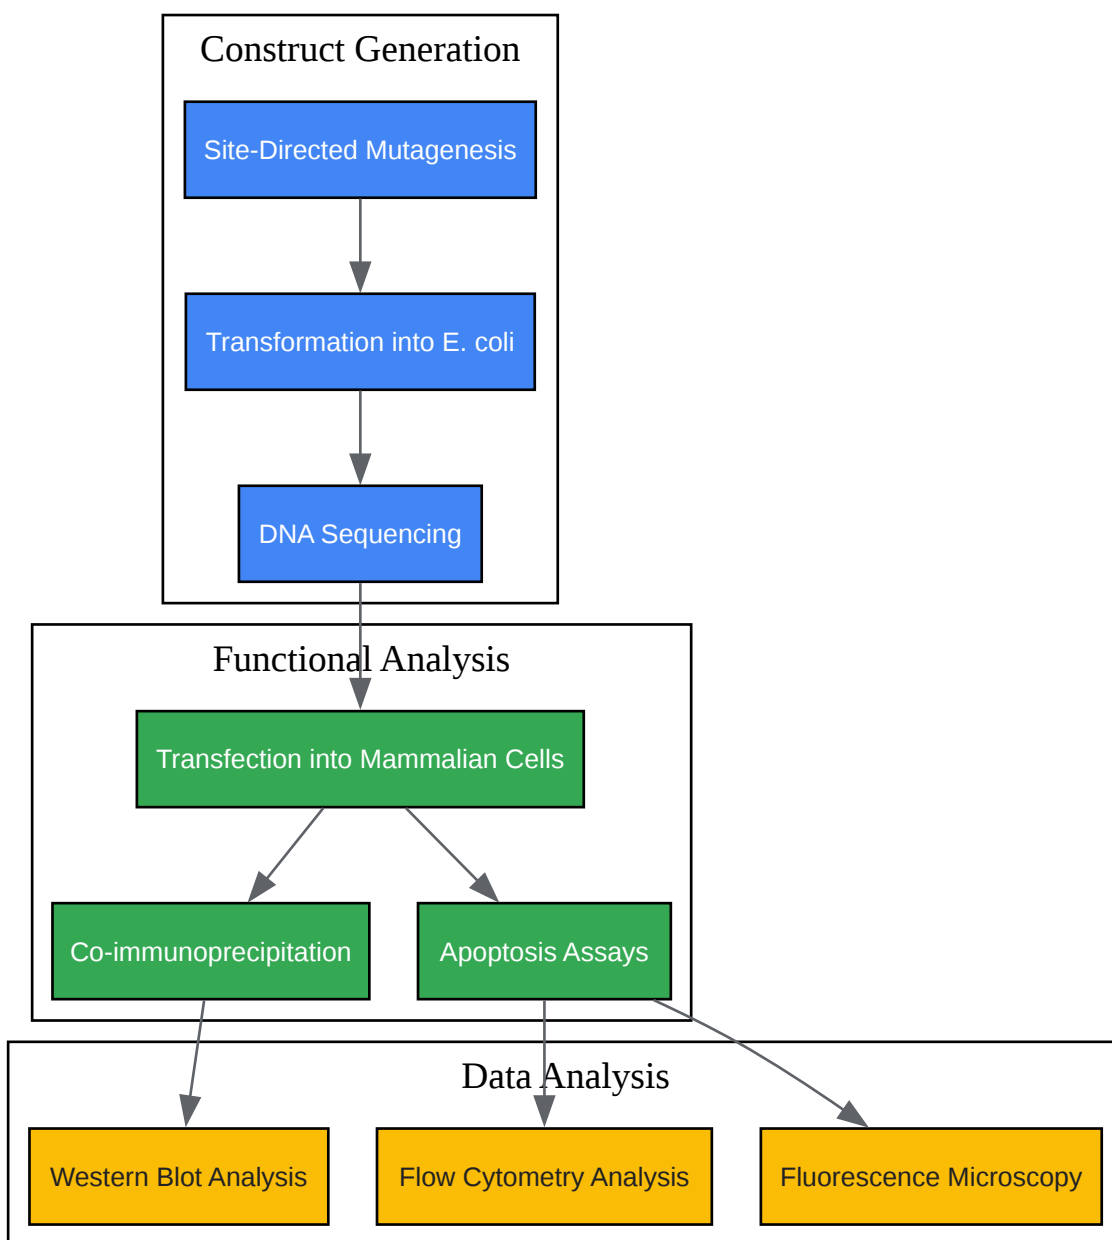 Construct Generation
Site-Directed Mutagenesis
Transformation into E. coli
DNA Sequencing
Functional Analysis
Transfection into Mammalian Cells
Co-immunoprecipitation
Apoptosis Assays
Data Analysis
Western Blot Analysis
Flow Cytometry Analysis
Fluorescence Microscopy